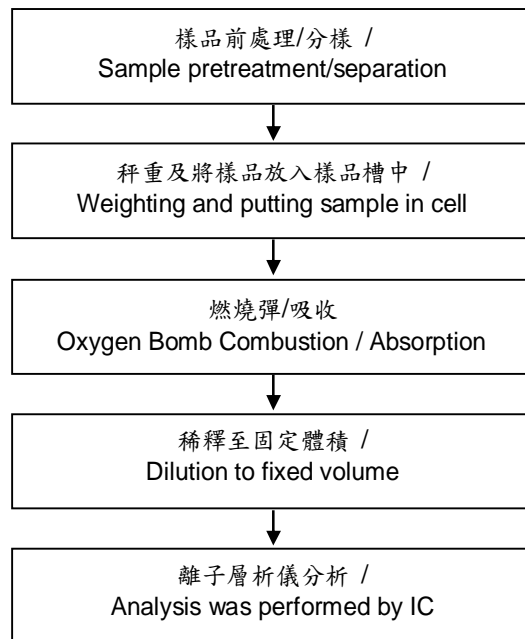 樣品前處理/分樣 /
Sample pretreatment/separation
秤重及將樣品放入樣品槽中 /
Weighting and putting sample in cell
燃燒彈/吸收
Oxygen Bomb Combustion / Absorption
稀釋至固定體積 /
Dilution to fixed volume
離子層析儀分析 /
Analysis was performed by IC